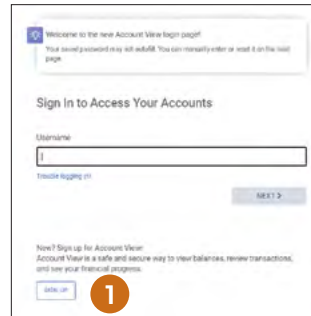 Welcome to the new Account View login page!
Your saved password may not autofill. You can manually enter or reset it on the next
page.
Sign In to Access Your Accounts
Username
Trouble logging in?
NEXT >
New? Sign up for Account View!
Account View is a safe and secure way to view balances, review transactions,
and see your financial progress.
SIGN UP
1